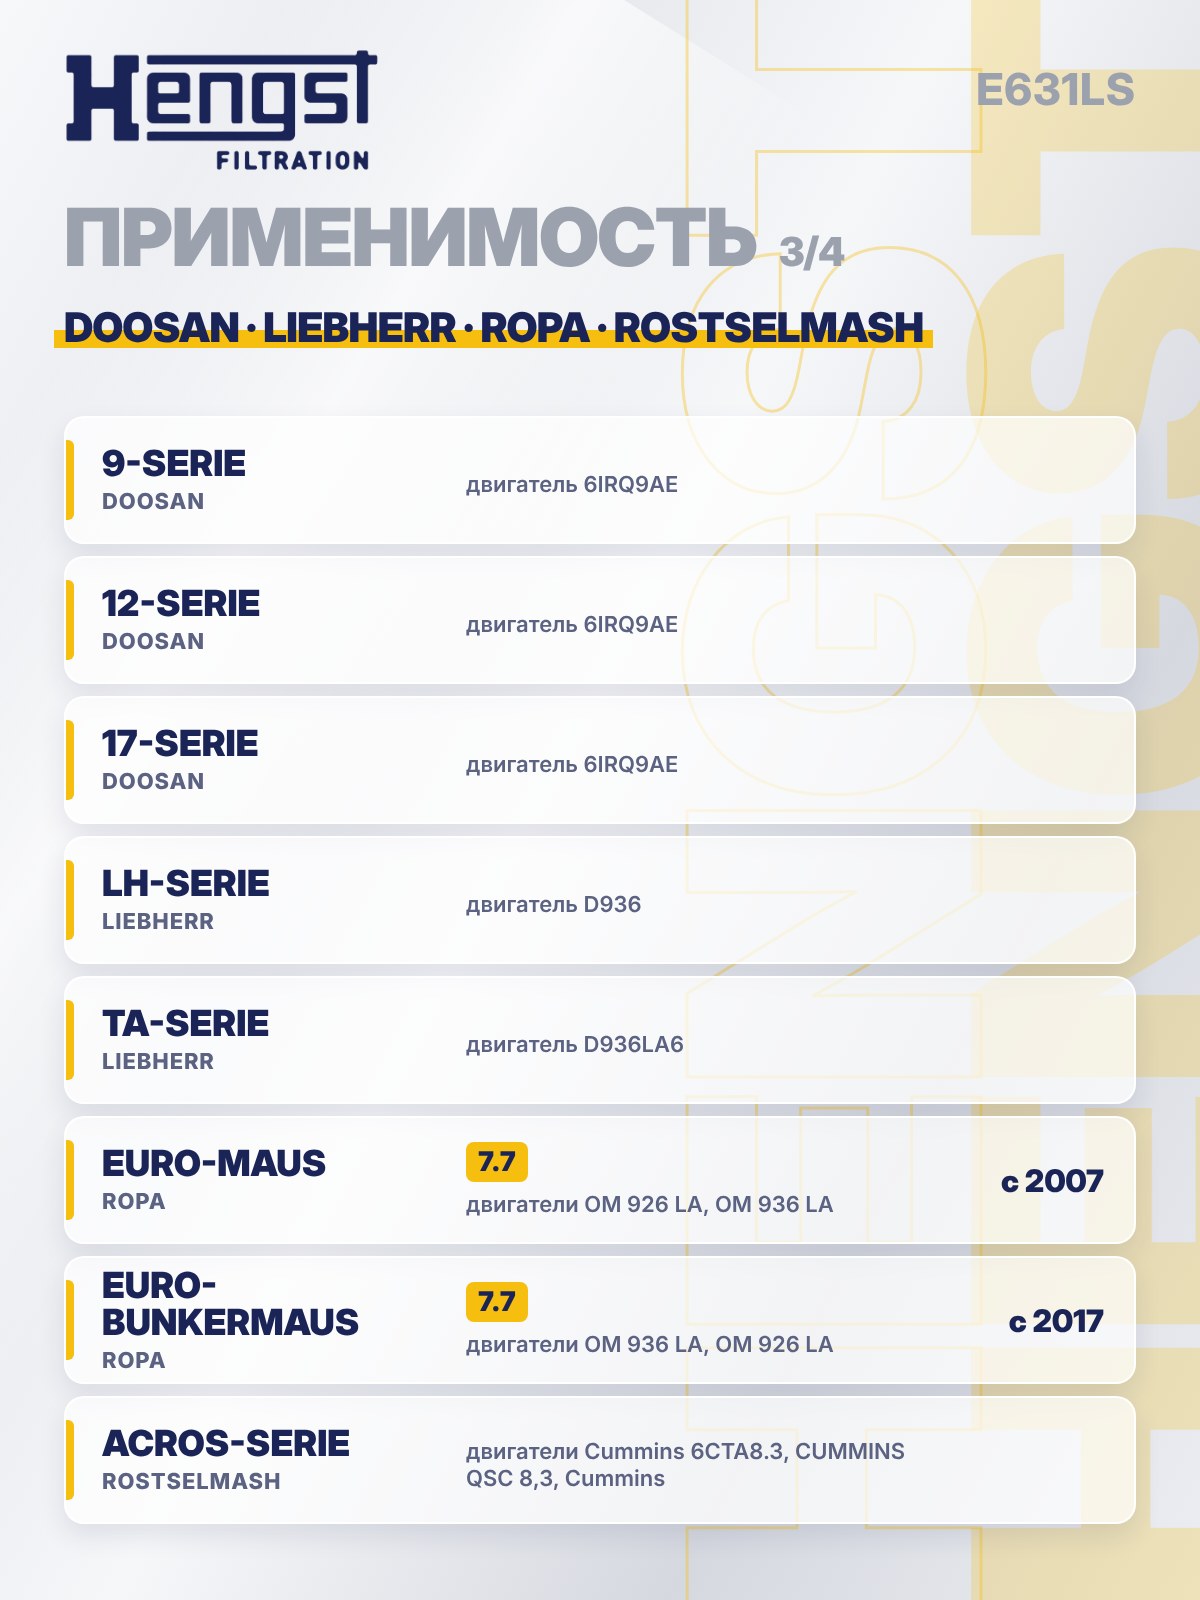 Hengst
FILTRATION
E631LS
ПРИМЕНИМОСТЬ 3/4
DOOSAN · LIEBHERR · ROPA · ROSTSELMASH
9-SERIE
DOOSAN
двигатель 6IRQ9AE
12-SERIE
DOOSAN
двигатель 6IRQ9AE
17-SERIE
DOOSAN
двигатель 6IRQ9AE
LH-SERIE
LIEBHERR
двигатель D936
TA-SERIE
LIEBHERR
двигатель D936LA6
EURO-MAUS
ROPA
7.7
двигатели OM 926 LA, OM 936 LA
с 2007
EURO-
BUNKERMAUS
ROPA
7.7
двигатели OM 936 LA, OM 926 LA
с 2017
ACROS-SERIE
ROSTSELMASH
двигатели Cummins 6CTA8.3, CUMMINS
QSC 8,3, Cummins
HENGST
HENGST